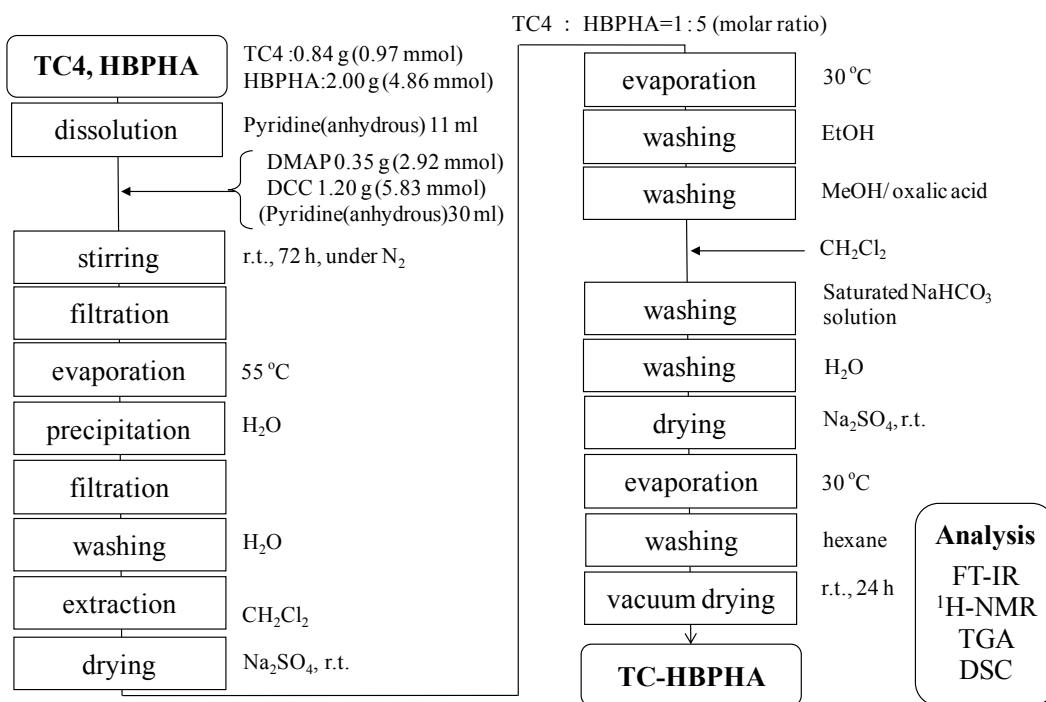 TC4, HBPHA
TC4 :0.84 g (0.97 mmol)
HBPHA:2.00 g (4.86 mmol)
dissolution
Pyridine(anhydrous) 11 ml
DMAP 0.35 g (2.92 mmol)
DCC 1.20 g (5.83 mmol)
(Pyridine(anhydrous)30 ml)
stirring
r.t., 72 h, under N₂
filtration
evaporation
55 °C
precipitation
H₂O
filtration
washing
H₂O
extraction
CH₂Cl₂
drying
Na₂SO₄, r.t.
TC4 : HBPHA=1 : 5 (molar ratio)
evaporation
30 °C
washing
EtOH
washing
MeOH/ oxalic acid
CH₂Cl₂
washing
Saturated NaHCO₃
solution
washing
H₂O
drying
Na₂SO₄, r.t.
evaporation
30 °C
washing
hexane
vacuum drying
r.t., 24 h
TC-HBPHA
Analysis
FT-IR
¹H-NMR
TGA
DSC